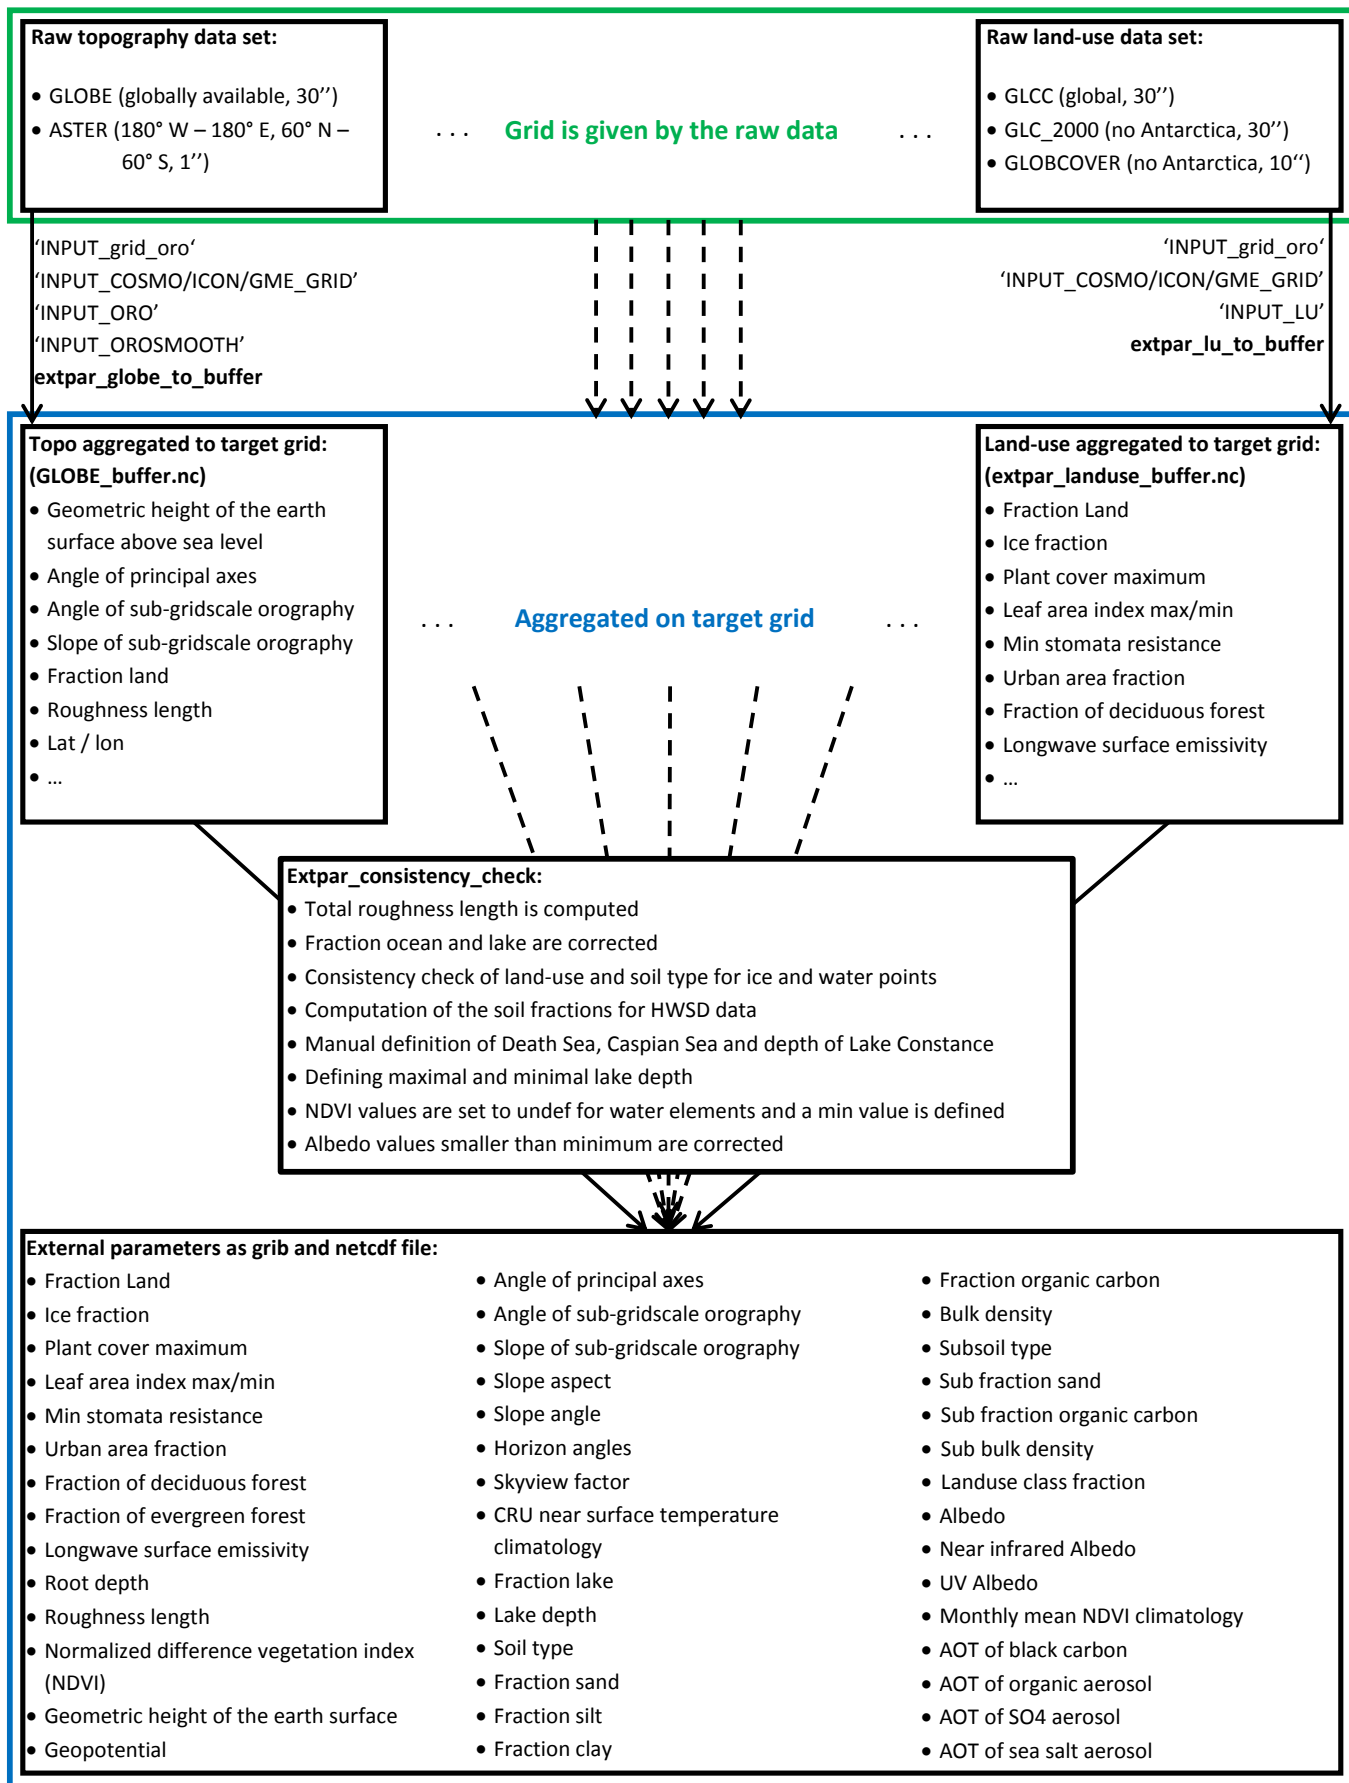 Raw topography data set:
• GLOBE (globally available, 30’’)
• ASTER (180° W – 180° E, 60° N –
60° S, 1’’)
. . . Grid is given by the raw data . . .
Raw land-use data set:
• GLCC (global, 30’’)
• GLC_2000 (no Antarctica, 30’’)
• GLOBCOVER (no Antarctica, 10‘‘)
‘INPUT_grid_oro‘
‘INPUT_COSMO/ICON/GME_GRID’
‘INPUT_ORO’
‘INPUT_OROSMOOTH’
extpar_globe_to_buffer
‘INPUT_grid_oro‘
‘INPUT_COSMO/ICON/GME_GRID’
‘INPUT_LU’
extpar_lu_to_buffer
Topo aggregated to target grid:
(GLOBE_buffer.nc)
• Geometric height of the earth
surface above sea level
• Angle of principal axes
• Angle of sub-gridscale orography
• Slope of sub-gridscale orography
• Fraction land
• Roughness length
• Lat / lon
• …
. . . Aggregated on target grid . . .
Land-use aggregated to target grid:
(extpar_landuse_buffer.nc)
• Fraction Land
• Ice fraction
• Plant cover maximum
• Leaf area index max/min
• Min stomata resistance
• Urban area fraction
• Fraction of deciduous forest
• Longwave surface emissivity
• …
Extpar_consistency_check:
• Total roughness length is computed
• Fraction ocean and lake are corrected
• Consistency check of land-use and soil type for ice and water points
• Computation of the soil fractions for HWSD data
• Manual definition of Death Sea, Caspian Sea and depth of Lake Constance
• Defining maximal and minimal lake depth
• NDVI values are set to undef for water elements and a min value is defined
• Albedo values smaller than minimum are corrected
External parameters as grib and netcdf file:
• Fraction Land
• Ice fraction
• Plant cover maximum
• Leaf area index max/min
• Min stomata resistance
• Urban area fraction
• Fraction of deciduous forest
• Fraction of evergreen forest
• Longwave surface emissivity
• Root depth
• Roughness length
• Normalized difference vegetation index
(NDVI)
• Geometric height of the earth surface
• Geopotential
• Angle of principal axes
• Angle of sub-gridscale orography
• Slope of sub-gridscale orography
• Slope aspect
• Slope angle
• Horizon angles
• Skyview factor
• CRU near surface temperature
climatology
• Fraction lake
• Lake depth
• Soil type
• Fraction sand
• Fraction silt
• Fraction clay
• Fraction organic carbon
• Bulk density
• Subsoil type
• Sub fraction sand
• Sub fraction organic carbon
• Sub bulk density
• Landuse class fraction
• Albedo
• Near infrared Albedo
• UV Albedo
• Monthly mean NDVI climatology
• AOT of black carbon
• AOT of organic aerosol
• AOT of SO4 aerosol
• AOT of sea salt aerosol